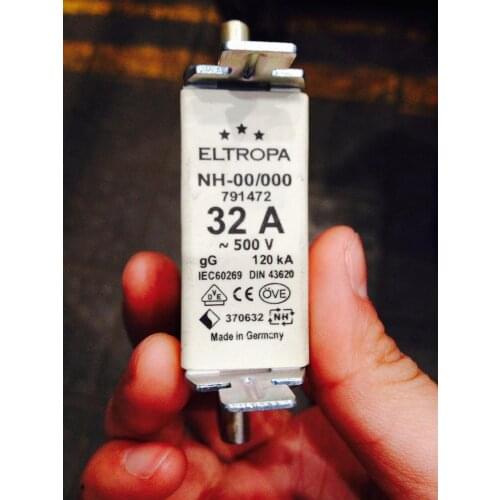 ELTROPA
NH-00/000
791472
32 A
~ 500 V
gG 120 kA
IEC60269 DIN 43620
VDE CE ÖVE
370632 NH
Made in Germany